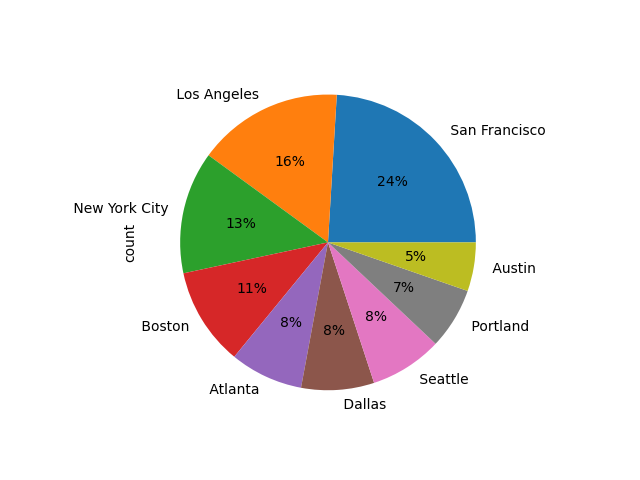 Los Angeles
San Francisco
16%
24%
New York City
13%
count
5%
Austin
11%
7%
8%
8%
8%
Boston
Portland
Atlanta
Seattle
Dallas